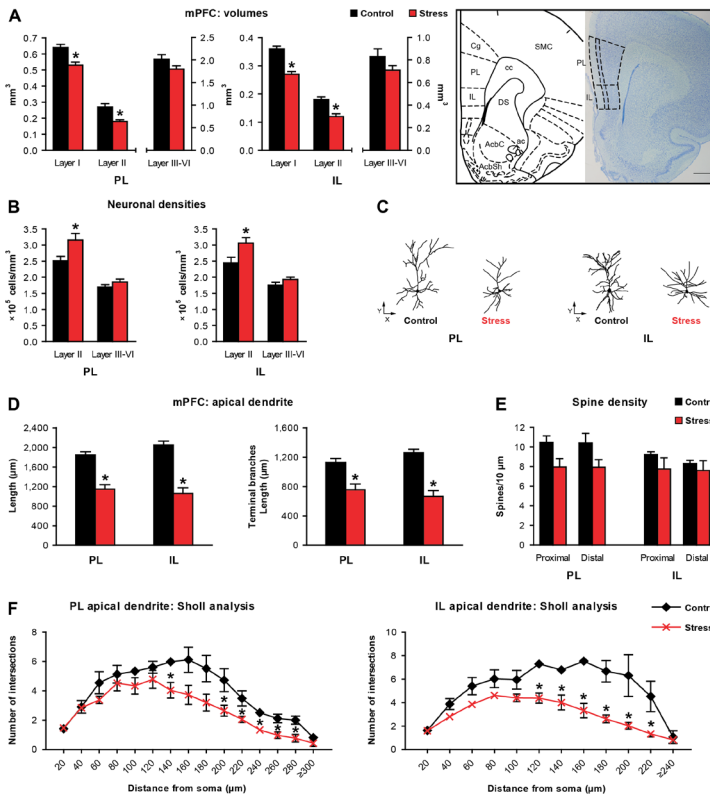 A
mPFC: volumes
Control
Stress
mm3
0.7
0.6
0.5
0.4
0.3
0.2
0.1
0.0
*
*
2.5
2.0
1.5
1.0
0.5
0.0
Layer I
Layer II
Layer III-VI
PL
mm3
mm3
0.4
0.3
0.2
0.1
0.0
*
*
1.0
0.8
0.6
0.4
0.2
0.0
mm3
Layer I
Layer II
Layer III-VI
IL
Cg
SMC
PL
cc
IL
DS
AcbC
ac
AcbSh
PL
IL
B
Neuronal densities
× 105 cells/mm3
3.5
3.0
2.5
2.0
1.5
1.0
0.5
0.0
*
Layer II
Layer III-VI
PL
× 105 cells/mm3
3.5
3.0
2.5
2.0
1.5
1.0
0.5
0.0
*
Layer II
Layer III-VI
IL
C
Y
X
Control
Stress
PL
Y
X
Control
Stress
IL
D
mPFC: apical dendrite
Length (µm)
2,000
1,600
1,200
800
400
0
*
*
PL
IL
Terminal branches
Length (µm)
1,600
1,200
800
400
0
*
*
PL
IL
E
Spine density
Contr
Stress
Spines/10 µm
12
10
8
6
4
2
0
Proximal
Distal
Proximal
Distal
PL
IL
F
PL apical dendrite: Sholl analysis
Number of intersections
8
6
4
2
0
* * * * * *
20 40 60 80 100 120 140 160 180 200 220 240 260 280 ≥300
Distance from soma (µm)
IL apical dendrite: Sholl analysis
Contr
Stress
Number of intersections
8
6
4
2
0
* * * * * *
20 40 60 80 100 120 140 160 180 200 220 ≥240
Distance from soma (µm)